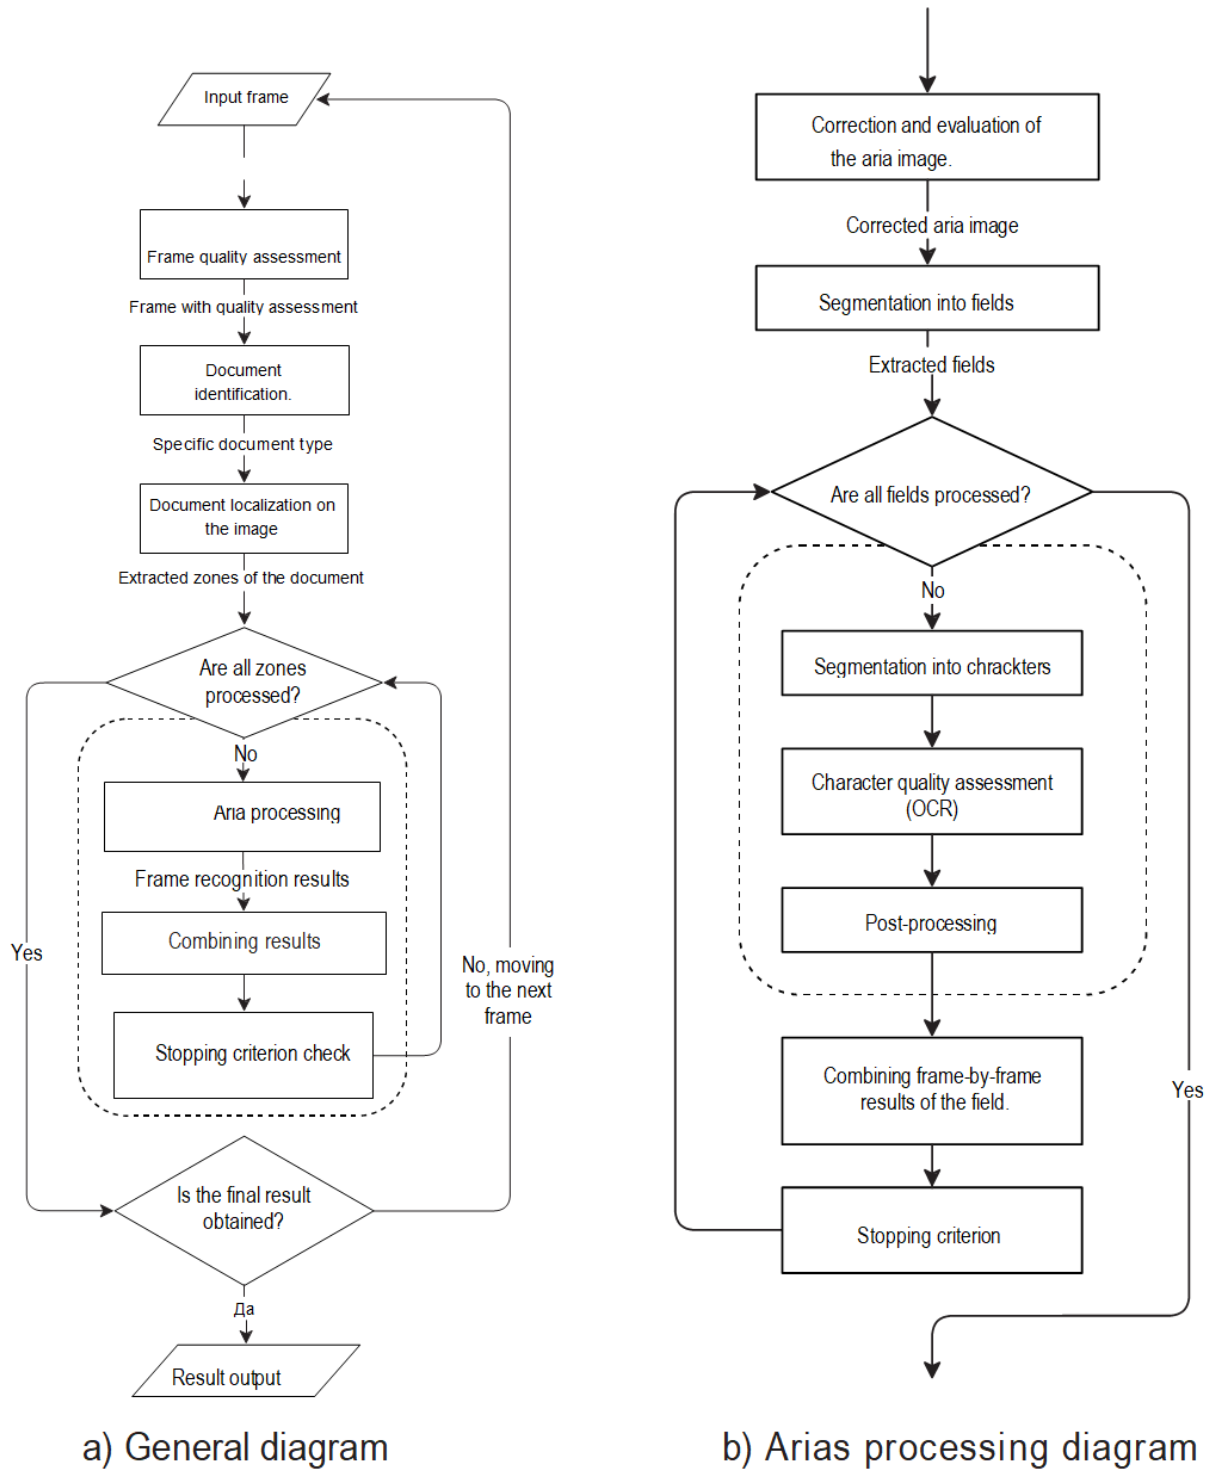 Input frame
Frame quality assessment
Frame with quality assessment
Document
identification.
Specific document type
Document localization on
the image
Extracted zones of the document
Are all zones
processed?
No
Aria processing
Frame recognition results
Combining results
Stopping criterion check
Yes
No, moving
to the next
frame
Is the final result
obtained?
Да
Result output
a) General diagram
Correction and evaluation of
the aria image.
Corrected aria image
Segmentation into fields
Extracted fields
Are all fields processed?
No
Segmentation into chrackters
Character quality assessment
(OCR)
Post-processing
Combining frame-by-frame
results of the field.
Yes
Stopping criterion
b) Arias processing diagram